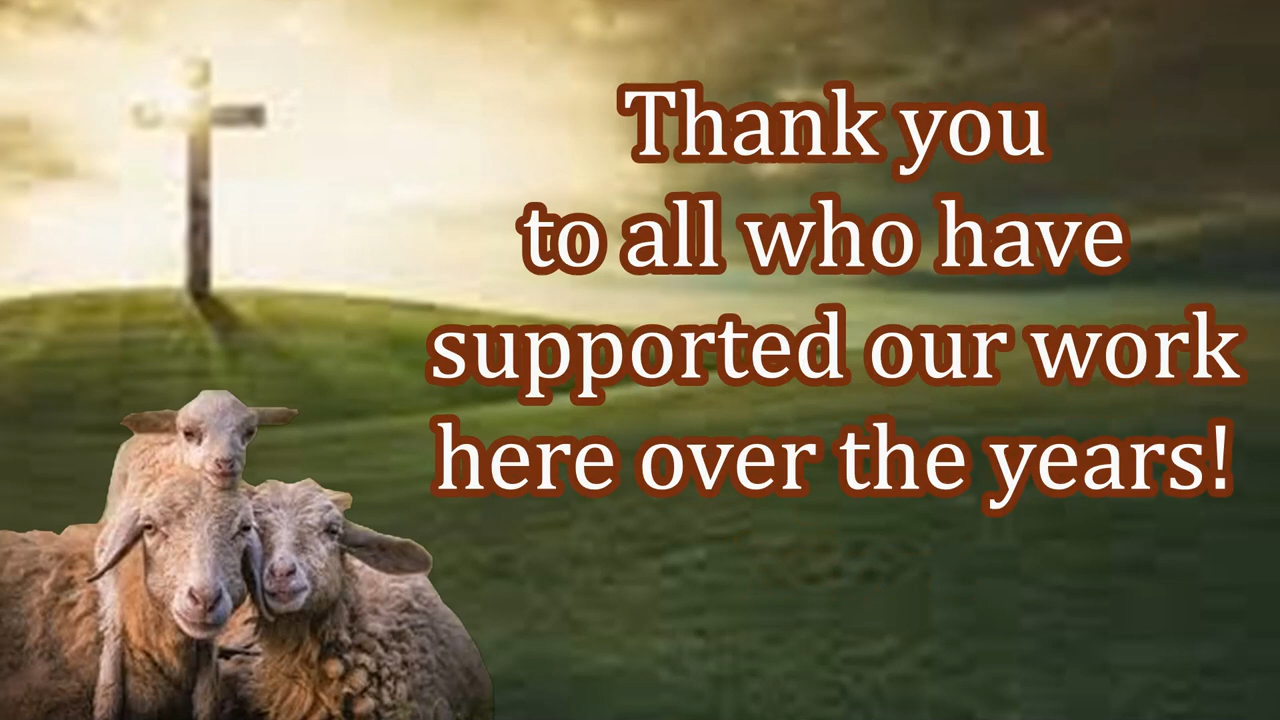 Thank you
to all who have
supported our work
here over the years!